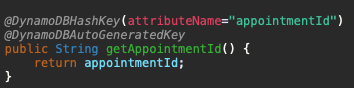 @DynamoDBHashKey(attributeName="appointmentId")
@DynamoDBAutoGeneratedKey
public String getAppointmentId() {
    return appointmentId;
}